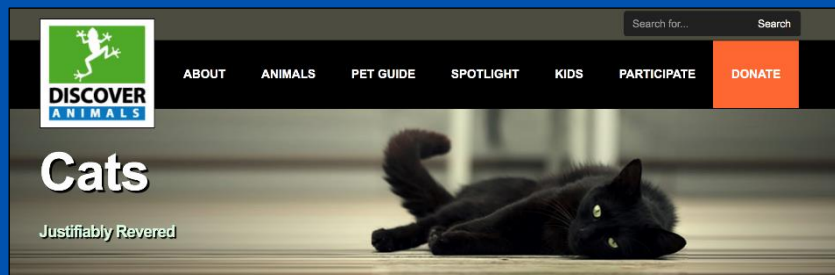 Search for...
Search
DISCOVER
ANIMALS
ABOUT
ANIMALS
PET GUIDE
SPOTLIGHT
KIDS
PARTICIPATE
DONATE
Cats
Justifiably Revered